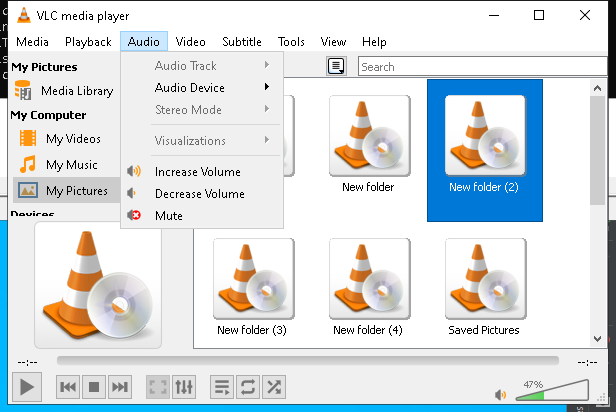 VLC media player
Media Playback Audio Video Subtitle Tools View Help
My Pictures
Media Library
My Computer
My Videos
My Music
My Pictures
Devices
Audio Track
Audio Device
Stereo Mode
Visualizations
Increase Volume
Decrease Volume
Mute
Search
New folder
New folder (2)
New folder (3)
New folder (4)
Saved Pictures
--:--
--:--
47%